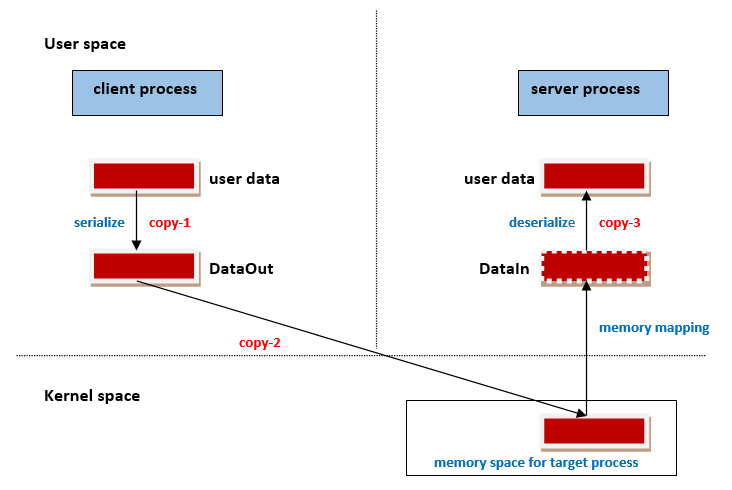 User space
client process
server process
user data
user data
serialize
copy-1
deserialize
copy-3
DataOut
DataIn
memory mapping
copy-2
Kernel space
memory space for target process